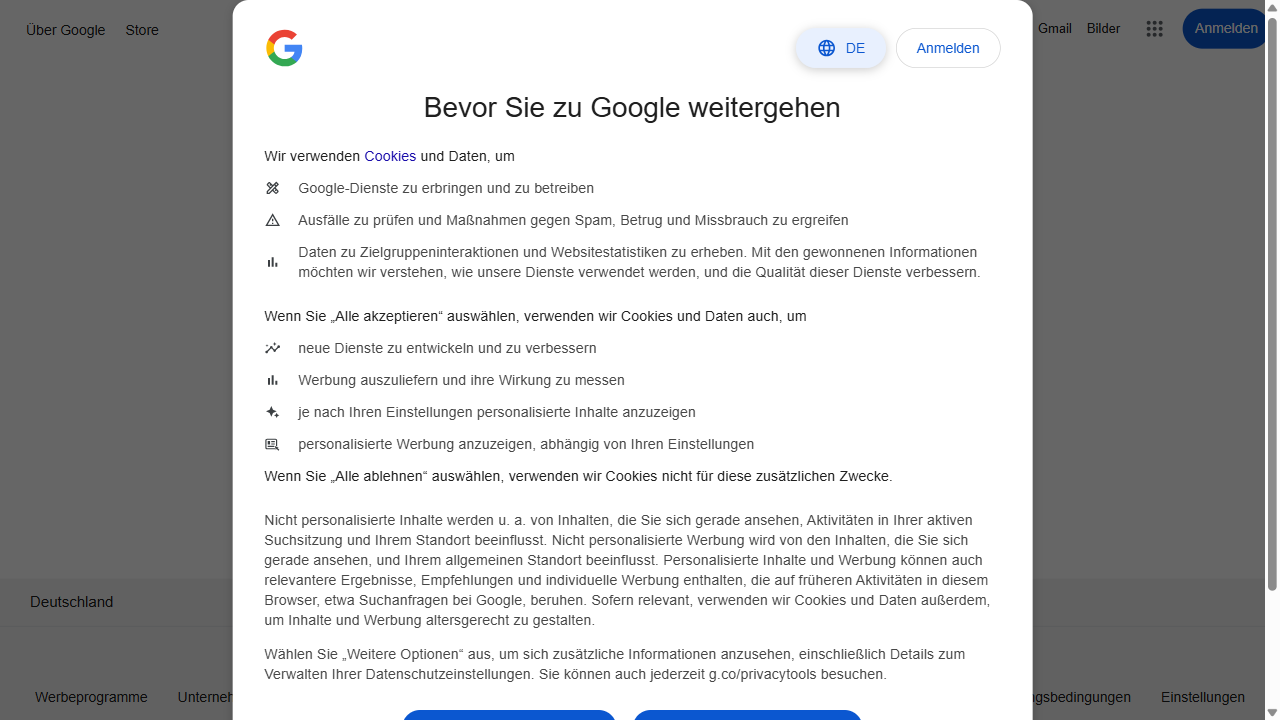 Über Google Store
Gmail Bilder
Anmelden
DE
Anmelden
Bevor Sie zu Google weitergehen
Wir verwenden Cookies und Daten, um
Google-Dienste zu erbringen und zu betreiben
Ausfälle zu prüfen und Maßnahmen gegen Spam, Betrug und Missbrauch zu ergreifen
Daten zu Zielgruppeninteraktionen und Websitestatistiken zu erheben. Mit den gewonnenen Informationen
möchten wir verstehen, wie unsere Dienste verwendet werden, und die Qualität dieser Dienste verbessern.
Wenn Sie „Alle akzeptieren“ auswählen, verwenden wir Cookies und Daten auch, um
neue Dienste zu entwickeln und zu verbessern
Werbung auszuliefern und ihre Wirkung zu messen
je nach Ihren Einstellungen personalisierte Inhalte anzuzeigen
personalisierte Werbung anzuzeigen, abhängig von Ihren Einstellungen
Wenn Sie „Alle ablehnen“ auswählen, verwenden wir Cookies nicht für diese zusätzlichen Zwecke.
Nicht personalisierte Inhalte werden u. a. von Inhalten, die Sie sich gerade ansehen, Aktivitäten in Ihrer aktiven
Suchsitzung und Ihrem Standort beeinflusst. Nicht personalisierte Werbung wird von den Inhalten, die Sie sich
gerade ansehen, und Ihrem allgemeinen Standort beeinflusst. Personalisierte Inhalte und Werbung können auch
relevantere Ergebnisse, Empfehlungen und individuelle Werbung enthalten, die auf früheren Aktivitäten in diesem
Browser, etwa Suchanfragen bei Google, beruhen. Sofern relevant, verwenden wir Cookies und Daten außerdem,
um Inhalte und Werbung altersgerecht zu gestalten.
Wählen Sie „Weitere Optionen“ aus, um sich zusätzliche Informationen anzusehen, einschließlich Details zum
Verwalten Ihrer Datenschutzeinstellungen. Sie können auch jederzeit g.co/privacytools besuchen.
Deutschland
Werbeprogramme Unterneh
gsbedingungen Einstellungen